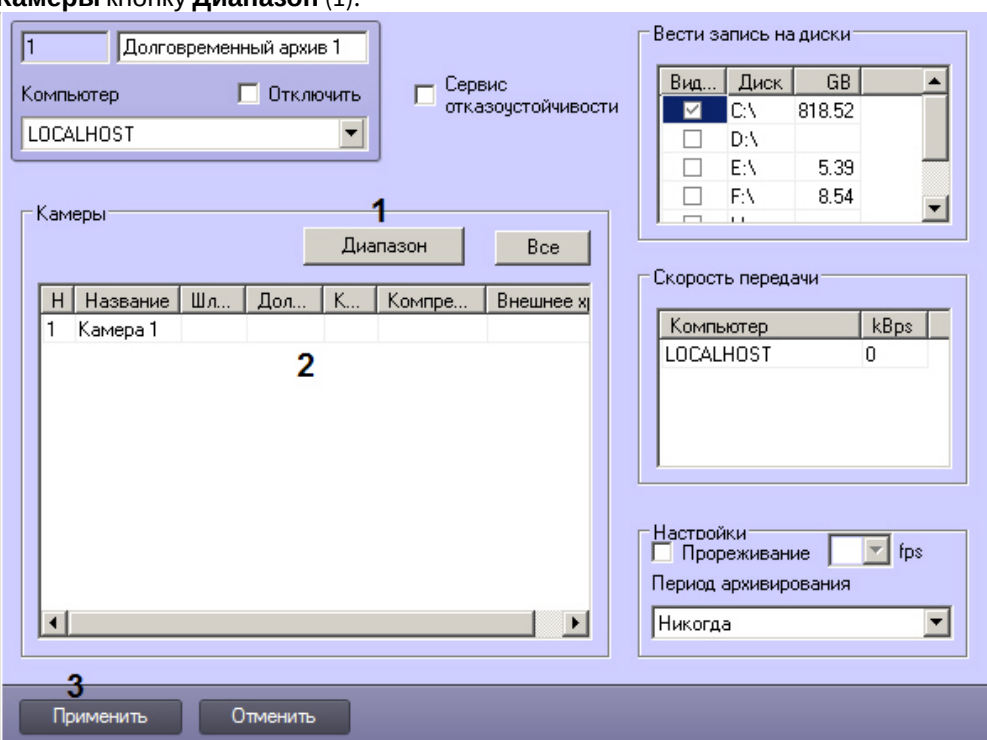 Камеры кнопку Диапазон (1).
1 Долговременный архив 1
Компьютер Отключить
LOCALHOST
Сервис
отказоустойчивости
Вести запись на диски
Вид... Диск GB
C:\ 818.52
D:\
E:\ 5.39
F:\ 8.54
Камеры
1
Диапазон Все
Н Название Шл... Дол... К... Компре... Внешнее
1 Камера 1
2
Скорость передачи
Компьютер kBps
LOCALHOST 0
Настройки
Прореживание fps
Период архивирования
Никогда
3
Применить Отменить